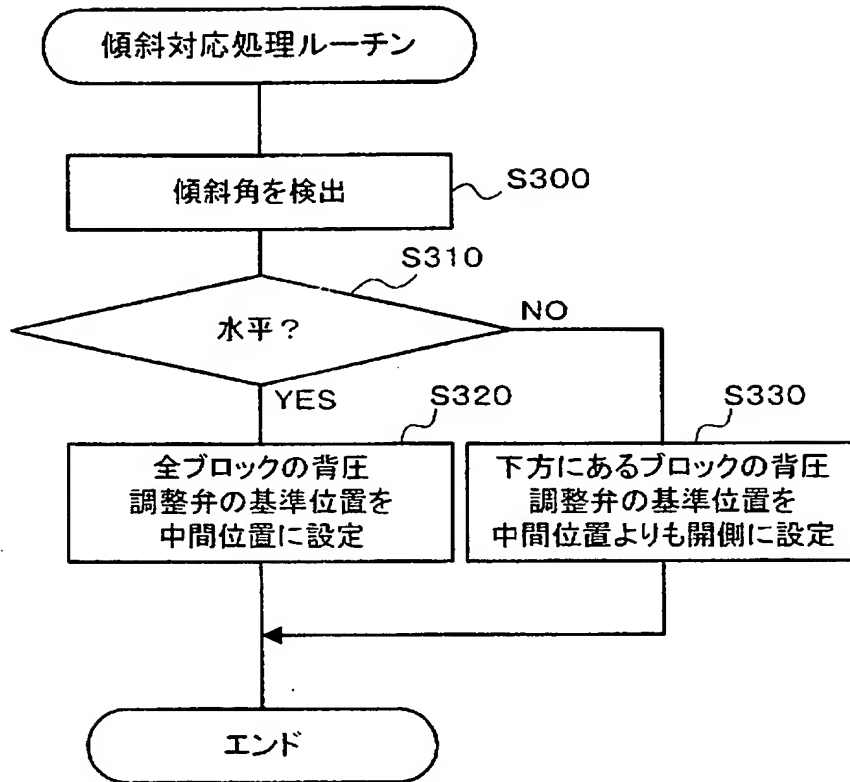 傾斜対応処理ルーチン
傾斜角を検出
S300
S310
水平？
NO
YES
S320
S330
全ブロックの背圧
調整弁の基準位置を
中間位置に設定
下方にあるブロックの背圧
調整弁の基準位置を
中間位置よりも開側に設定
エンド